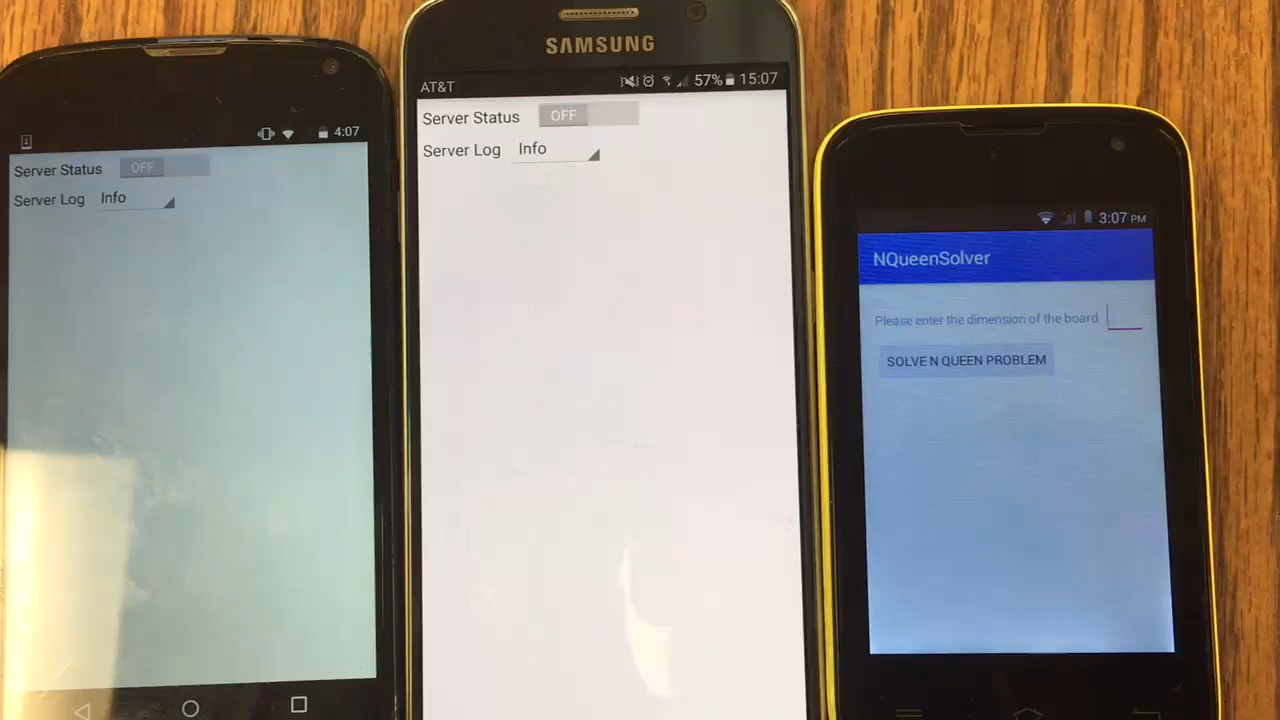 4:07
Server Status OFF
Server Log Info
SAMSUNG
AT&T 57% 15:07
Server Status OFF
Server Log Info
3:07 PM
NQueenSolver
Please enter the dimension of the board
SOLVE N QUEEN PROBLEM